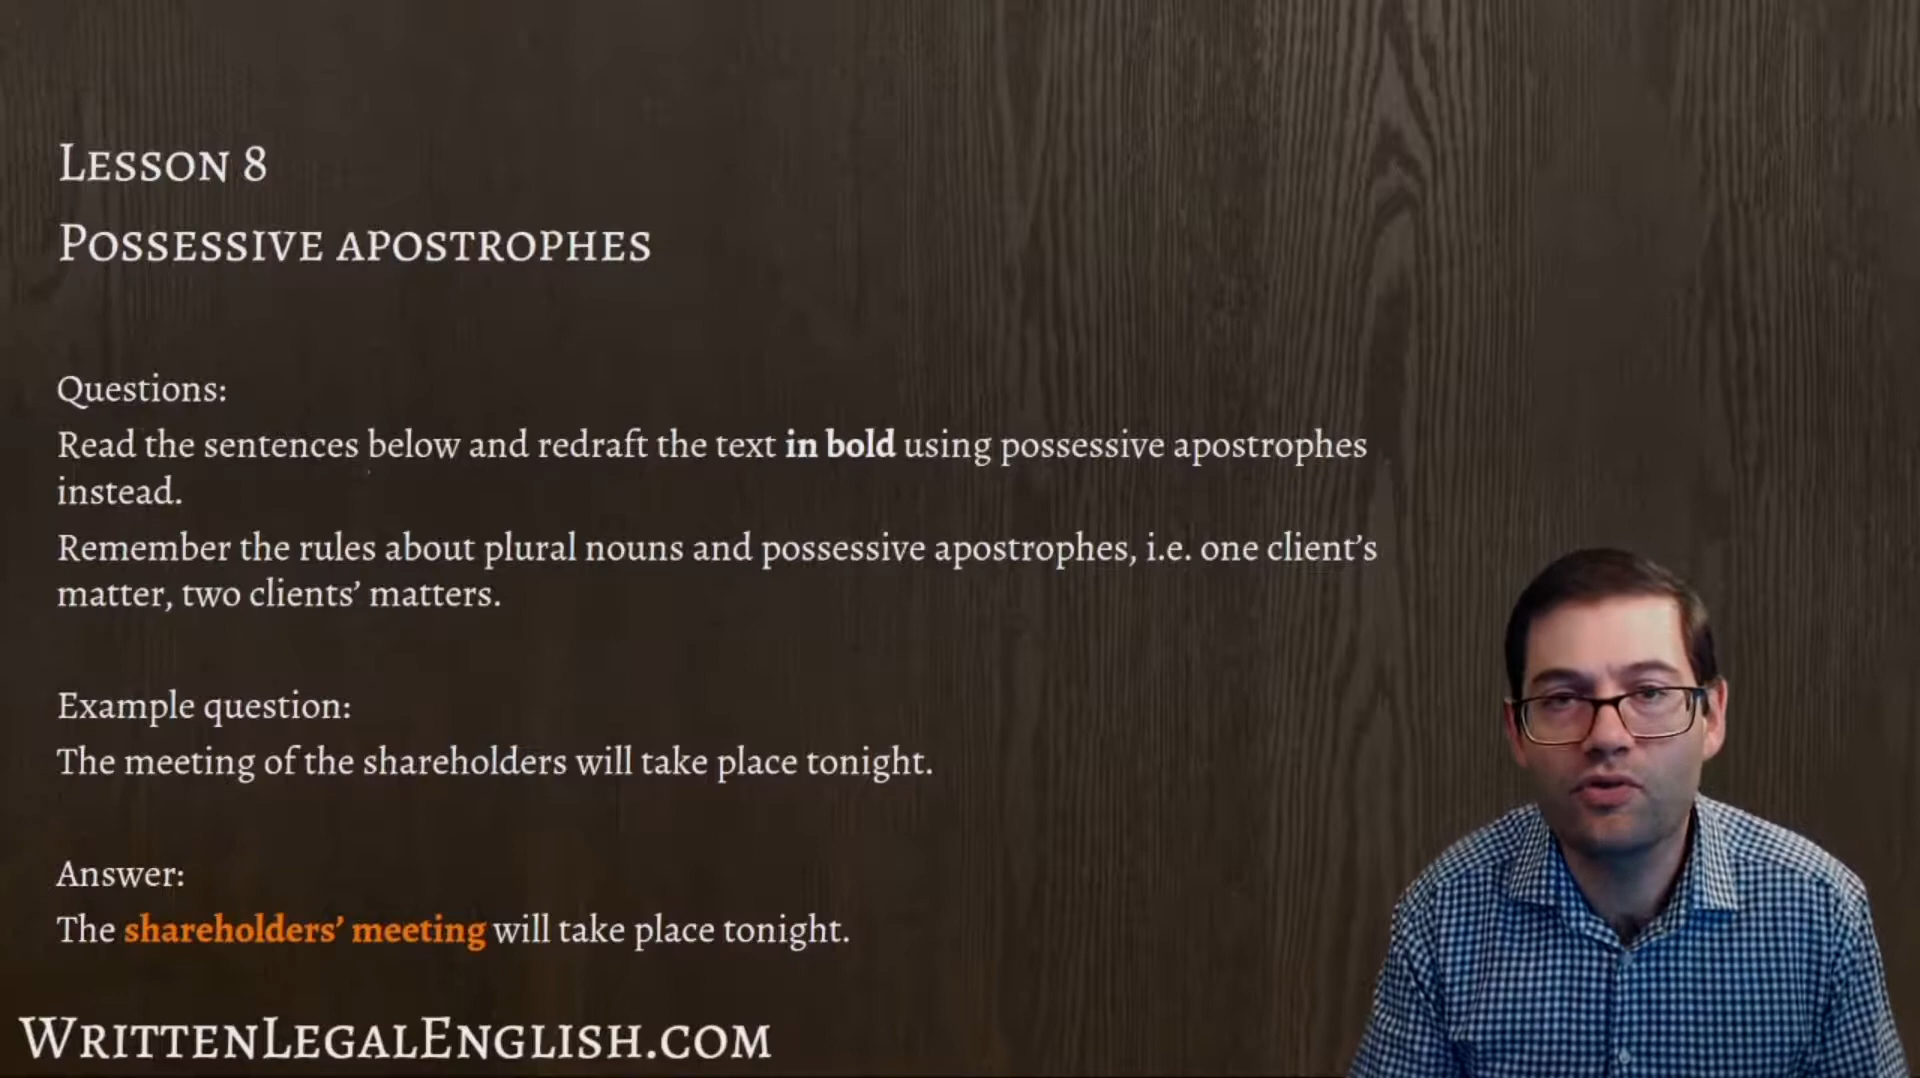 Lesson 8
Possessive apostrophes
Questions:
Read the sentences below and redraft the text in bold using possessive apostrophes
instead.
Remember the rules about plural nouns and possessive apostrophes, i.e. one client’s
matter, two clients’ matters.
Example question:
The meeting of the shareholders will take place tonight.
Answer:
The shareholders’ meeting will take place tonight.
WrittenLegalEnglish.com